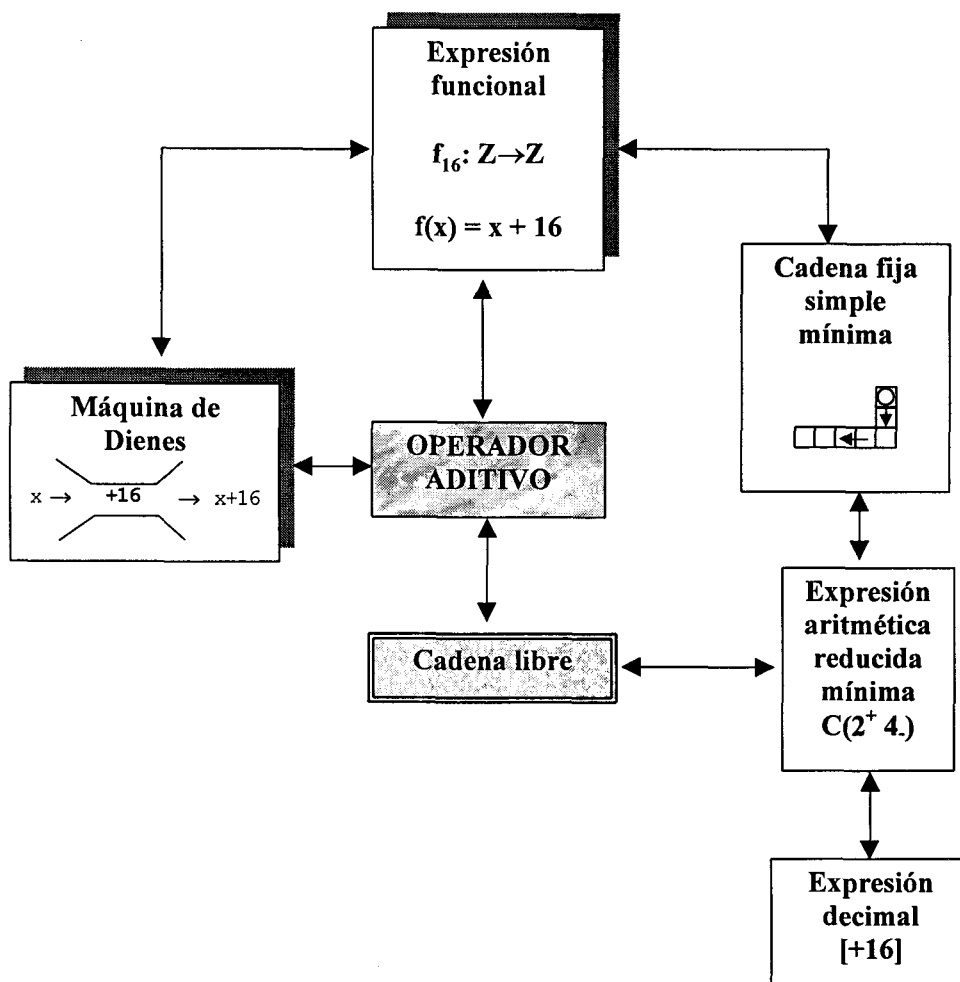 Expresión
funcional
f₁₆: Z→Z
f(x) = x + 16
Cadena fija
simple
mínima
Máquina de
Dienes
x → +16 → x+16
OPERADOR
ADITIVO
Cadena libre
Expresión
aritmética
reducida
mínima
C(2⁺ 4₋)
Expresión
decimal
[+16]